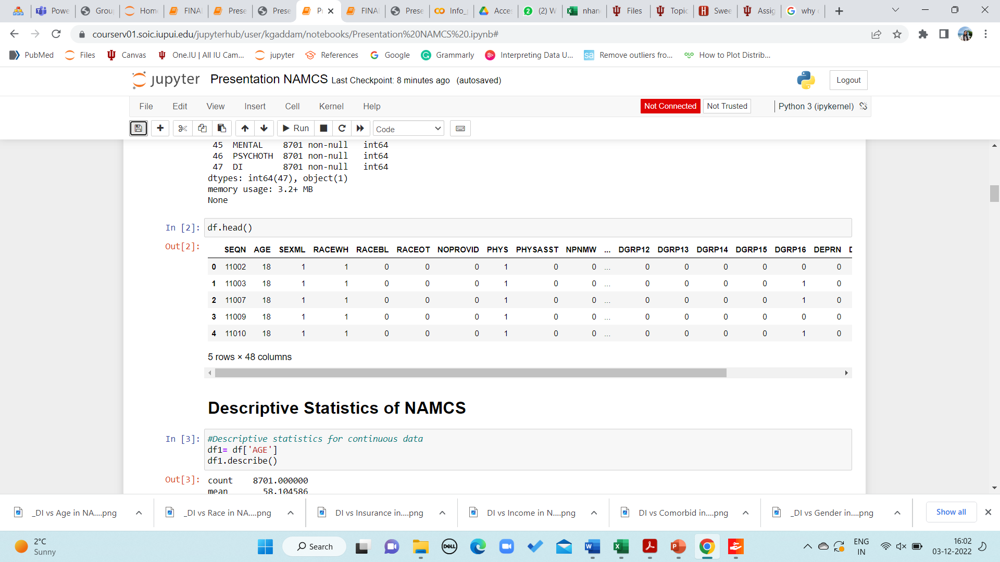 Powe
Grou
Hom
FINA
Prese
Prese
P
FINA
Prese
Info_
Acce
(2) W
nhan
Files
Topic
Swee
Assig
why
courserv01.soic.iupui.edu/jupyterhub/user/kgaddam/notebooks/Presentation%20NAMCS%20.ipynb#
PubMed Files Canvas One.IU | All IU Cam... jupyter References Google Grammarly Interpreting Data U... Remove outliers fro... How to Plot Distrib...
jupyter Presentation NAMCS Last Checkpoint: 8 minutes ago (autosaved) Logout
File Edit View Insert Cell Kernel Help Not Connected Not Trusted Python 3 (ipykernel)
Run Code
45 MENTAL 8701 non-null int64
46 PSYCHOTH 8701 non-null int64
47 DI 8701 non-null int64
dtypes: int64(47), object(1)
memory usage: 3.2+ MB
None
In [2]: df.head()
Out[2]:
SEQN AGE SEXML RACEWH RACEBL RACEOT NOPROVID PHYS PHYSASST NPNMW ... DGRP12 DGRP13 DGRP14 DGRP15 DGRP16 DEPRN
0 11002 18 1 1 0 0 0 1 0 0 ... 0 0 0 0 0 0
1 11003 18 1 1 0 0 0 1 0 0 ... 0 0 0 0 1 0
2 11007 18 1 1 0 0 0 1 0 0 ... 0 0 0 0 1 0
3 11009 18 1 1 0 0 0 1 0 0 ... 0 0 0 0 0 0
4 11010 18 1 1 0 0 0 1 0 0 ... 0 0 0 0 1 0
5 rows × 48 columns
Descriptive Statistics of NAMCS
In [3]: #Descriptive statistics for continuous data
df1= df['AGE']
df1.describe()
Out[3]: count 8701.000000
mean 58.104586
_DI vs Age in NA....png _DI vs Race in NA....png DI vs Insurance in....png DI vs Income in N....png DI vs Comorbid in....png _DI vs Gender in....png Show all
2°C
Sunny
Search
DELL
ENG
IN
16:02
03-12-2022